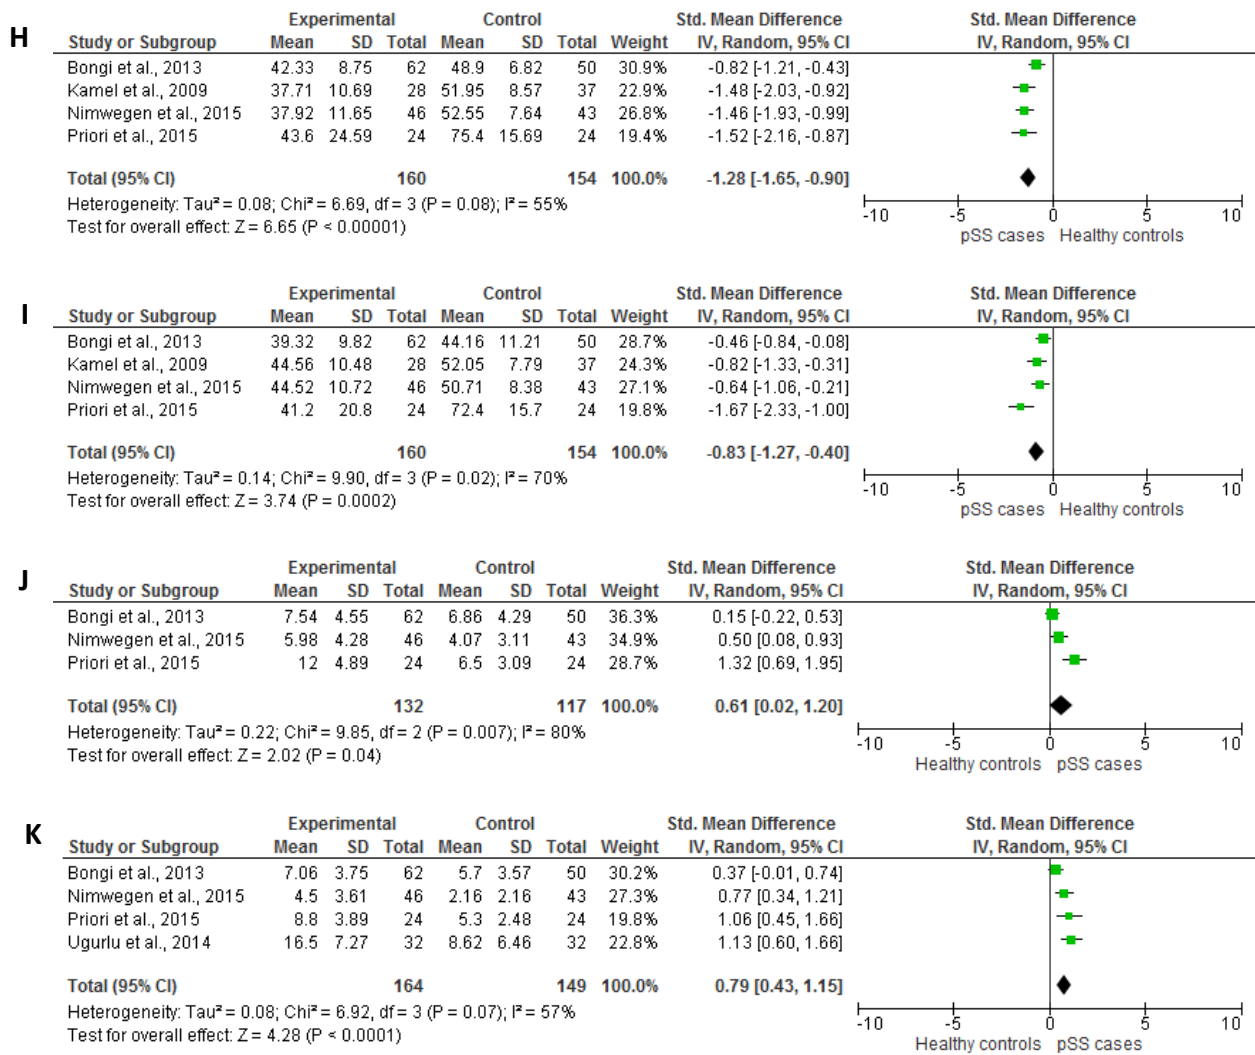 H
Experimental Control Std. Mean Difference Std. Mean Difference
Study or Subgroup Mean SD Total Mean SD Total Weight IV, Random, 95% CI IV, Random, 95% CI
Bongi et al., 2013 42.33 8.75 62 48.9 6.82 50 30.9% -0.82 [-1.21, -0.43]
Kamel et al., 2009 37.71 10.69 28 51.95 8.57 37 22.9% -1.48 [-2.03, -0.92]
Nimwegen et al., 2015 37.92 11.65 46 52.55 7.64 43 26.8% -1.46 [-1.93, -0.99]
Priori et al., 2015 43.6 24.59 24 75.4 15.69 24 19.4% -1.52 [-2.16, -0.87]
Total (95% CI) 160 154 100.0% -1.28 [-1.65, -0.90]
Heterogeneity: Tau² = 0.08; Chi² = 6.69, df = 3 (P = 0.08); I² = 55%
Test for overall effect: Z = 6.65 (P < 0.00001)
-10 -5 0 5 10
pSS cases Healthy controls
I
Experimental Control Std. Mean Difference Std. Mean Difference
Study or Subgroup Mean SD Total Mean SD Total Weight IV, Random, 95% CI IV, Random, 95% CI
Bongi et al., 2013 39.32 9.82 62 44.16 11.21 50 28.7% -0.46 [-0.84, -0.08]
Kamel et al., 2009 44.56 10.48 28 52.05 7.79 37 24.3% -0.82 [-1.33, -0.31]
Nimwegen et al., 2015 44.52 10.72 46 50.71 8.38 43 27.1% -0.64 [-1.06, -0.21]
Priori et al., 2015 41.2 20.8 24 72.4 15.7 24 19.8% -1.67 [-2.33, -1.00]
Total (95% CI) 160 154 100.0% -0.83 [-1.27, -0.40]
Heterogeneity: Tau² = 0.14; Chi² = 9.90, df = 3 (P = 0.02); I² = 70%
Test for overall effect: Z = 3.74 (P = 0.0002)
-10 -5 0 5 10
pSS cases Healthy controls
J
Experimental Control Std. Mean Difference Std. Mean Difference
Study or Subgroup Mean SD Total Mean SD Total Weight IV, Random, 95% CI IV, Random, 95% CI
Bongi et al., 2013 7.54 4.55 62 6.86 4.29 50 36.3% 0.15 [-0.22, 0.53]
Nimwegen et al., 2015 5.98 4.28 46 4.07 3.11 43 34.9% 0.50 [0.08, 0.93]
Priori et al., 2015 12 4.89 24 6.5 3.09 24 28.7% 1.32 [0.69, 1.95]
Total (95% CI) 132 117 100.0% 0.61 [0.02, 1.20]
Heterogeneity: Tau² = 0.22; Chi² = 9.85, df = 2 (P = 0.007); I² = 80%
Test for overall effect: Z = 2.02 (P = 0.04)
-10 -5 0 5 10
Healthy controls pSS cases
K
Experimental Control Std. Mean Difference Std. Mean Difference
Study or Subgroup Mean SD Total Mean SD Total Weight IV, Random, 95% CI IV, Random, 95% CI
Bongi et al., 2013 7.06 3.75 62 5.7 3.57 50 30.2% 0.37 [-0.01, 0.74]
Nimwegen et al., 2015 4.5 3.61 46 2.16 2.16 43 27.3% 0.77 [0.34, 1.21]
Priori et al., 2015 8.8 3.89 24 5.3 2.48 24 19.8% 1.06 [0.45, 1.66]
Ugurlu et al., 2014 16.5 7.27 32 8.62 6.46 32 22.8% 1.13 [0.60, 1.66]
Total (95% CI) 164 149 100.0% 0.79 [0.43, 1.15]
Heterogeneity: Tau² = 0.08; Chi² = 6.92, df = 3 (P = 0.07); I² = 57%
Test for overall effect: Z = 4.28 (P < 0.0001)
-10 -5 0 5 10
Healthy controls pSS cases